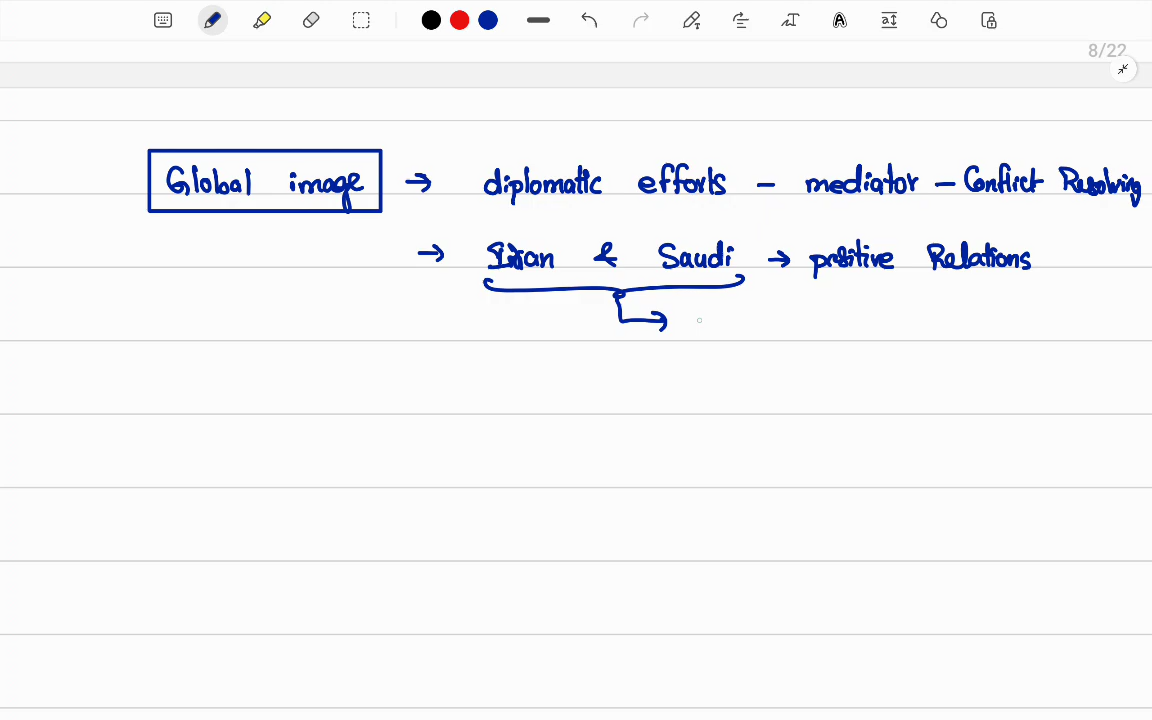 8/22
Global image → diplomatic efforts – mediator – Conflict Resolving
→ Iran & Saudi → positive Relations